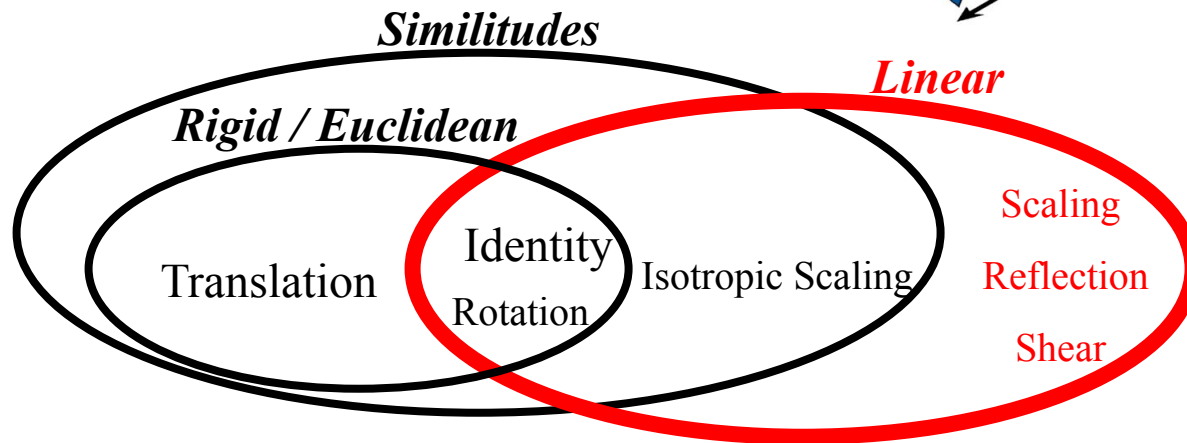 Similitudes
Linear
Rigid / Euclidean
Scaling
Identity
Translation
Isotropic Scaling
Reflection
Rotation
Shear